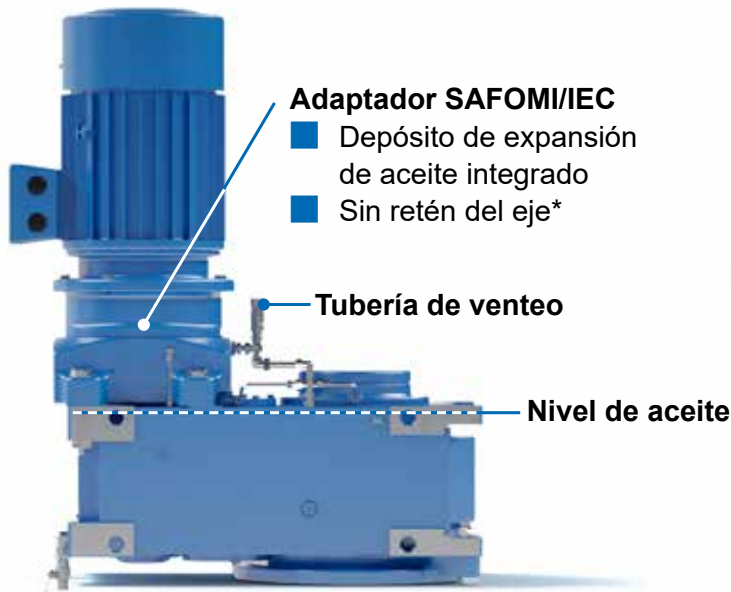 Adaptador SAFOMI/IEC
Depósito de expansión
de aceite integrado
Sin retén del eje*
Tubería de venteo
Nivel de aceite